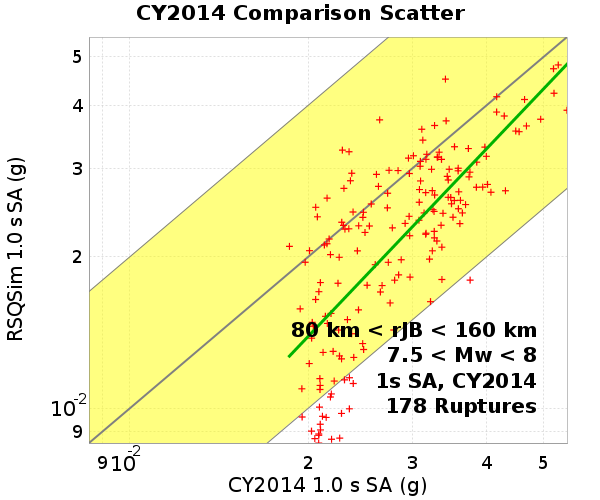 CY2014 Comparison Scatter
RSQSim 1.0 s SA (g)
5
4
3
2
10-2
9
80 km < rJB < 160 km
7.5 < Mw < 8
1s SA, CY2014
178 Ruptures
9 10-2 2 3 4 5
CY2014 1.0 s SA (g)